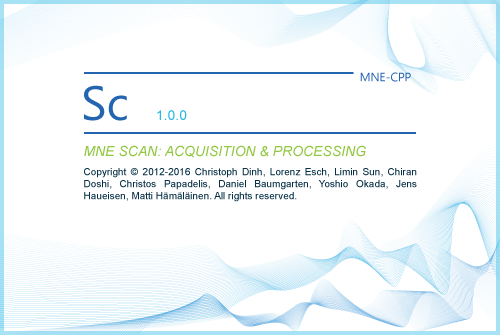 MNE-CPP
Sc 1.0.0
MNE SCAN: ACQUISITION & PROCESSING
Copyright © 2012-2016 Christoph Dinh, Lorenz Esch, Limin Sun, Chiran
Doshi, Christos Papadelis, Daniel Baumgarten, Yoshio Okada, Jens
Haueisen, Matti Hämäläinen. All rights reserved.